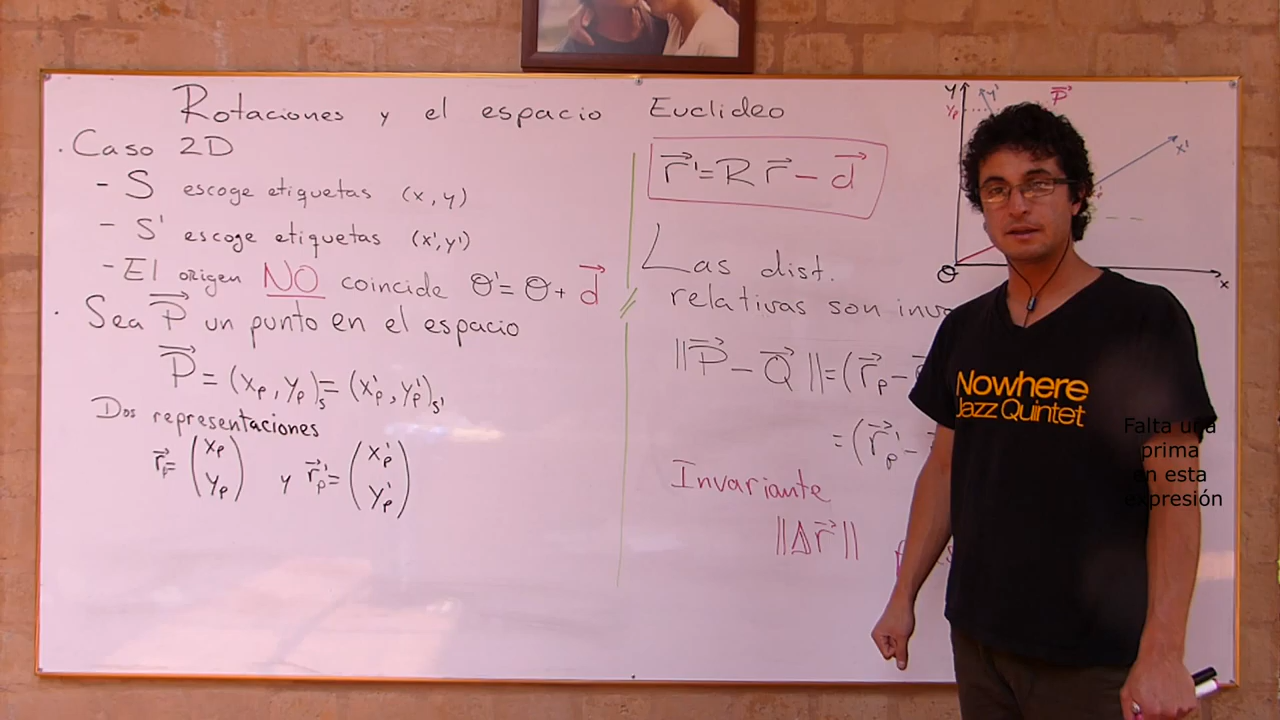 Rotaciones y el espacio Euclideo
· Caso 2D
- S escoge etiquetas (x, y)
- S' escoge etiquetas (x', y')
- El origen NO coincide O' = O + d⃗
· Sea P⃗ un punto en el espacio
P⃗ = (xₚ, yₚ)ₛ = (x'ₚ, y'ₚ)ₛ'
Dos representaciones
r⃗ₚ = (xₚ yₚ) y r⃗'ₚ = (x'ₚ y'ₚ)
r⃗' = R r⃗ - d⃗
Las dist.
relativas son inv
||P⃗ - Q⃗|| = (r⃗ₚ -
= (r⃗'ₚ -
Invariante
||Δr⃗||
y
yₚ
y'
P⃗
x'
O
x
Nowhere
Jazz Quintet
Falta una
prima
en esta
expresión